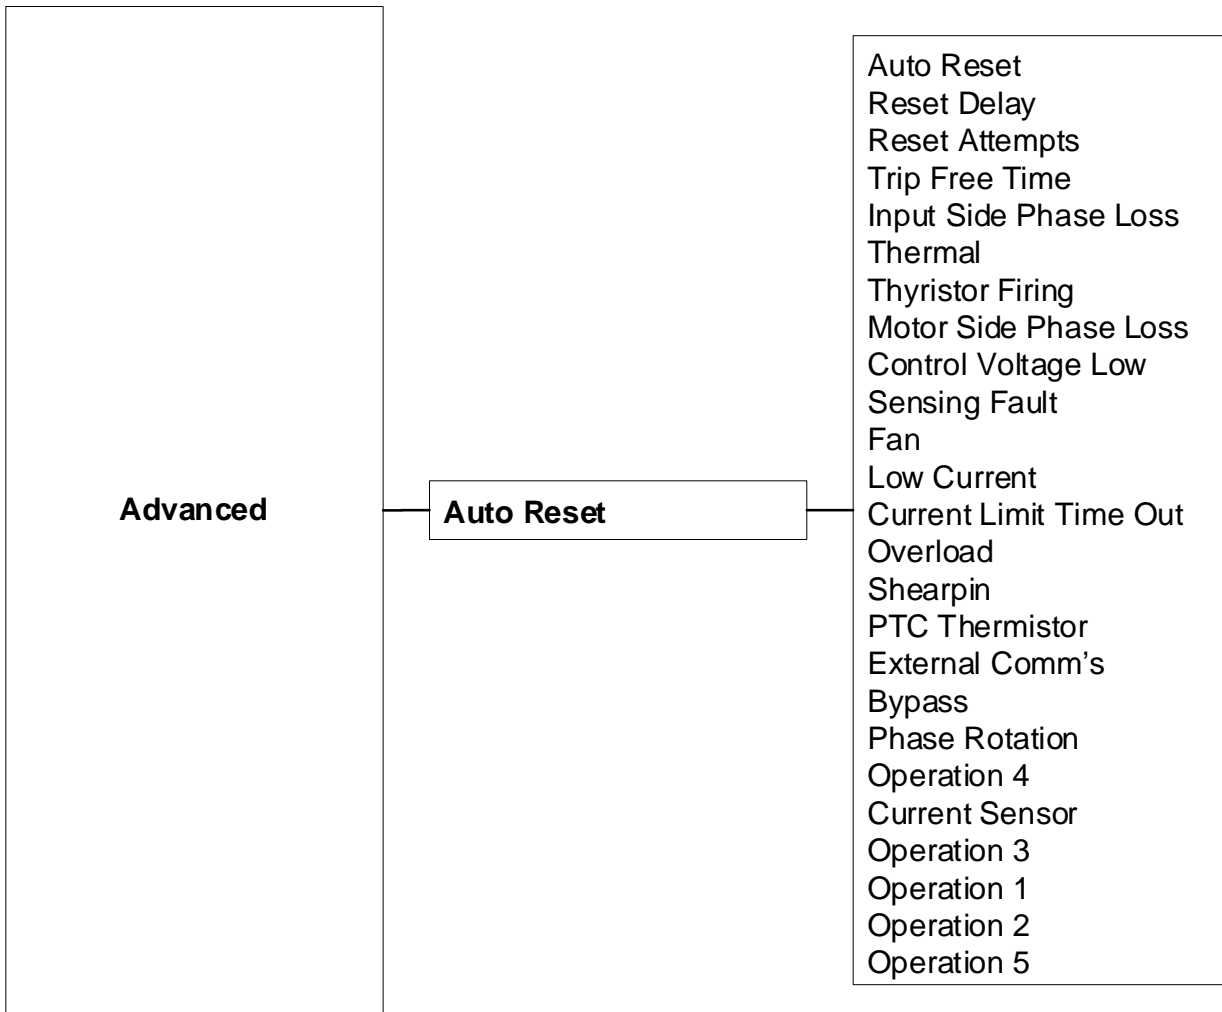 Advanced
Auto Reset
Auto Reset
Reset Delay
Reset Attempts
Trip Free Time
Input Side Phase Loss
Thermal
Thyristor Firing
Motor Side Phase Loss
Control Voltage Low
Sensing Fault
Fan
Low Current
Current Limit Time Out
Overload
Shearpin
PTC Thermistor
External Comm’s
Bypass
Phase Rotation
Operation 4
Current Sensor
Operation 3
Operation 1
Operation 2
Operation 5